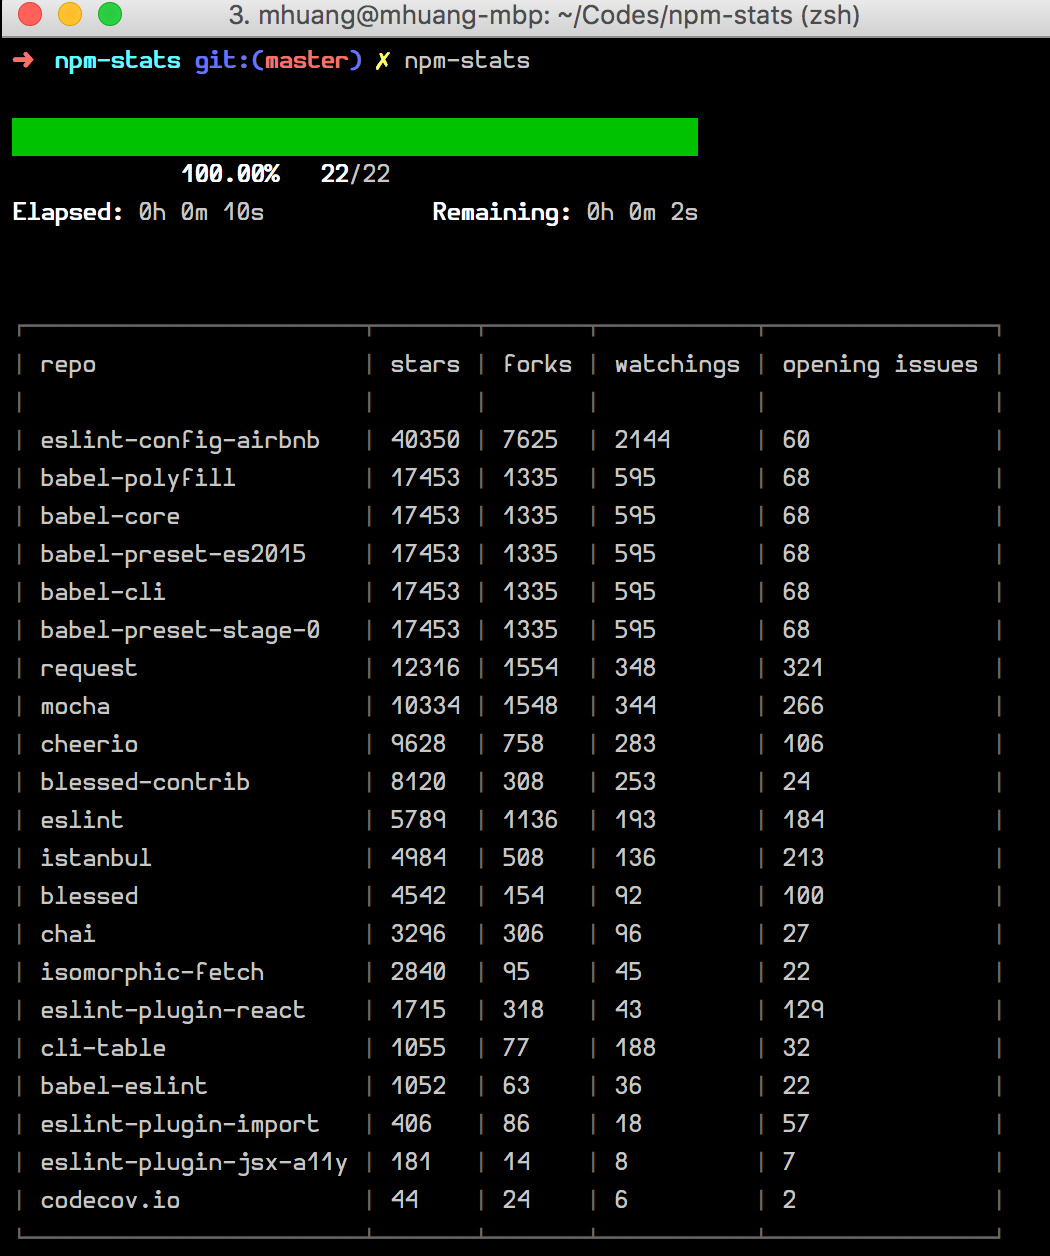 3. mhuang@mhuang-mbp: ~/Codes/npm-stats (zsh)
➜ npm-stats git:(master) ✗ npm-stats
100.00% 22/22
Elapsed: 0h 0m 10s Remaining: 0h 0m 2s
repo stars forks watchings opening issues
eslint-config-airbnb 40350 7625 2144 60
babel-polyfill 17453 1335 595 68
babel-core 17453 1335 595 68
babel-preset-es2015 17453 1335 595 68
babel-cli 17453 1335 595 68
babel-preset-stage-0 17453 1335 595 68
request 12316 1554 348 321
mocha 10334 1548 344 266
cheerio 9628 758 283 106
blessed-contrib 8120 308 253 24
eslint 5789 1136 193 184
istanbul 4984 508 136 213
blessed 4542 154 92 100
chai 3296 306 96 27
isomorphic-fetch 2840 95 45 22
eslint-plugin-react 1715 318 43 129
cli-table 1055 77 188 32
babel-eslint 1052 63 36 22
eslint-plugin-import 406 86 18 57
eslint-plugin-jsx-a11y 181 14 8 7
codecov.io 44 24 6 2